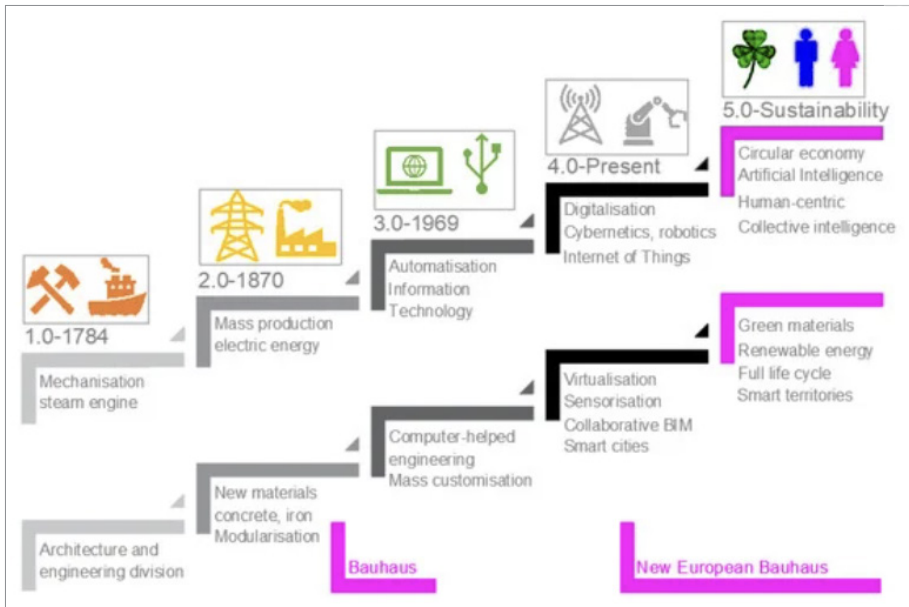 1.0-1784
Mechanisation
steam engine
2.0-1870
Mass production
electric energy
3.0-1969
Automatisation
Information
Technology
4.0-Present
Digitalisation
Cybernetics, robotics
Internet of Things
5.0-Sustainability
Circular economy
Artificial Intelligence
Human-centric
Collective intelligence
Architecture and
engineering division
New materials
concrete, iron
Modularisation
Computer-helped
engineering
Mass customisation
Virtualisation
Sensorisation
Collaborative BIM
Smart cities
Green materials
Renewable energy
Full life cycle
Smart territories
Bauhaus
New European Bauhaus